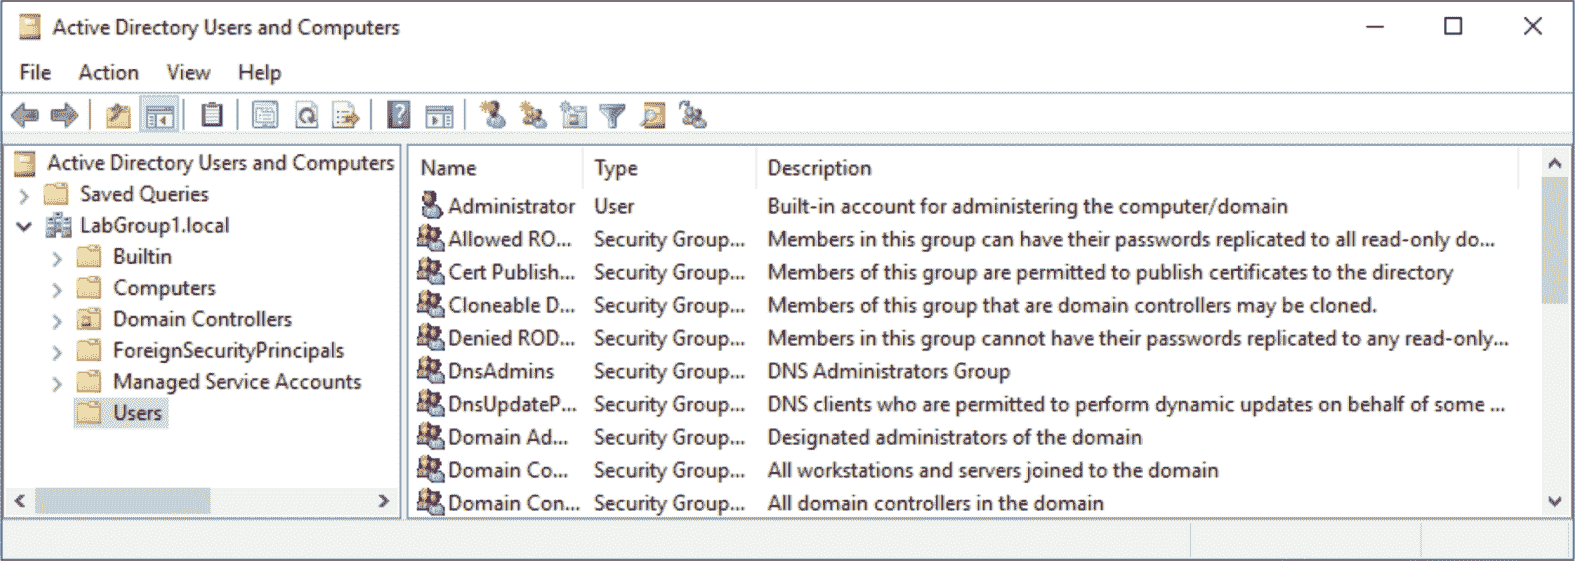 Active Directory Users and Computers
File Action View Help
Active Directory Users and Computers
Saved Queries
LabGroup1.local
Builtin
Computers
Domain Controllers
ForeignSecurityPrincipals
Managed Service Accounts
Users
Name Type Description
Administrator User Built-in account for administering the computer/domain
Allowed RO... Security Group... Members in this group can have their passwords replicated to all read-only do...
Cert Publish... Security Group... Members of this group are permitted to publish certificates to the directory
Cloneable D... Security Group... Members of this group that are domain controllers may be cloned.
Denied ROD... Security Group... Members in this group cannot have their passwords replicated to any read-only...
DnsAdmins Security Group... DNS Administrators Group
DnsUpdateP... Security Group... DNS clients who are permitted to perform dynamic updates on behalf of some ...
Domain Ad... Security Group... Designated administrators of the domain
Domain Co... Security Group... All workstations and servers joined to the domain
Domain Con... Security Group... All domain controllers in the domain